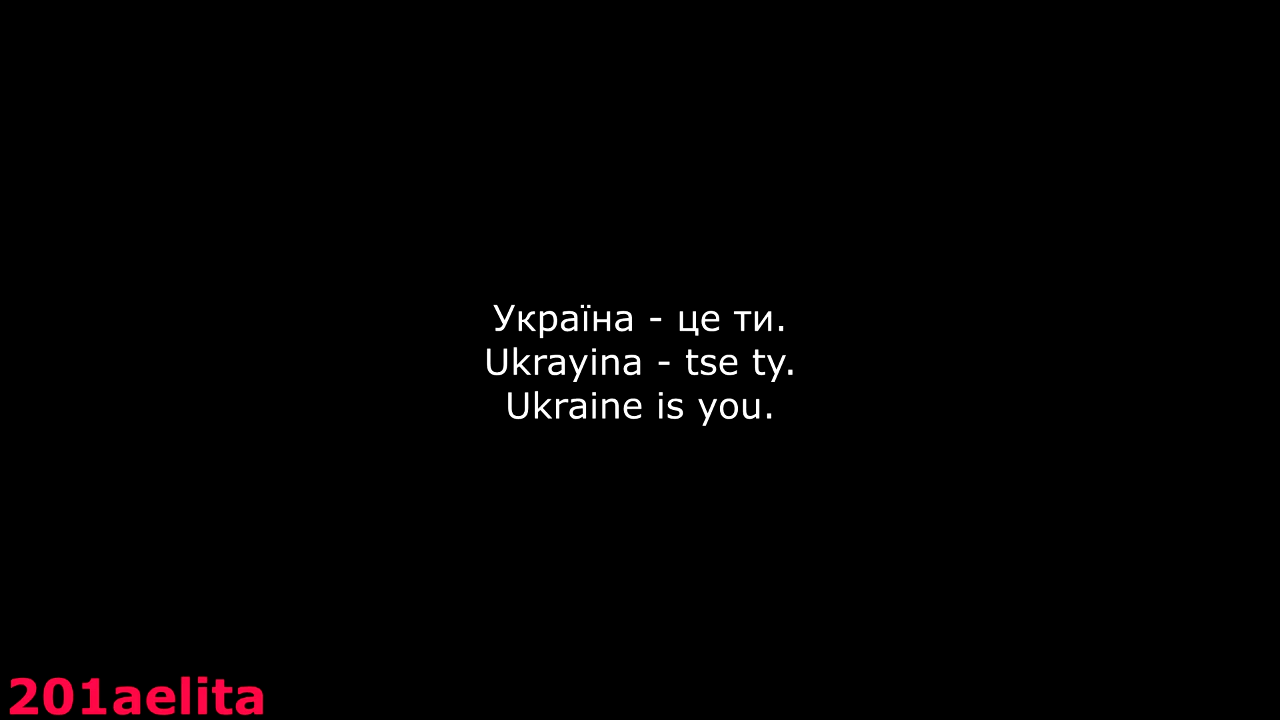 Україна - це ти.
Ukrayina - tse ty.
Ukraine is you.
201aelita